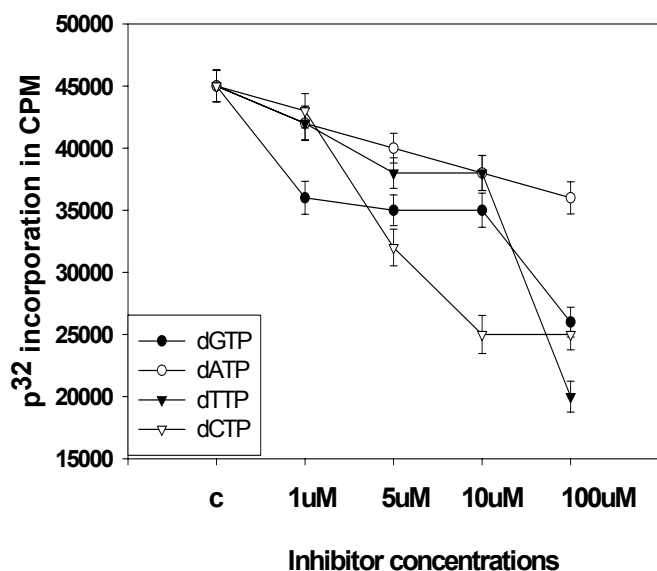 50000
45000
40000
35000
30000
25000
20000
15000
p32 incorporation in CPM
dGTP
dATP
dTTP
dCTP
c 1uM 5uM 10uM 100uM
Inhibitor concentrations